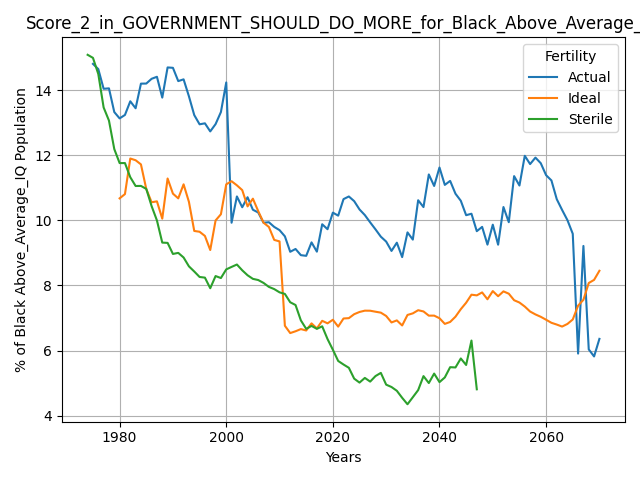 Score_2_in_GOVERNMENT_SHOULD_DO_MORE_for_Black_Above_Average_
% of Black Above_Average_IQ Population
14
12
10
8
6
4
Fertility
Actual
Ideal
Sterile
1980
2000
2020
2040
2060
Years